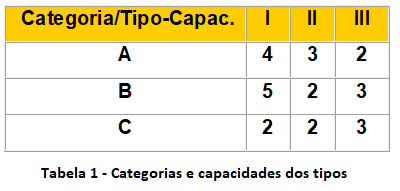 Categoria/Tipo-Capac. I II III
A 4 3 2
B 5 2 3
C 2 2 3
Tabela 1 - Categorias e capacidades dos tipos